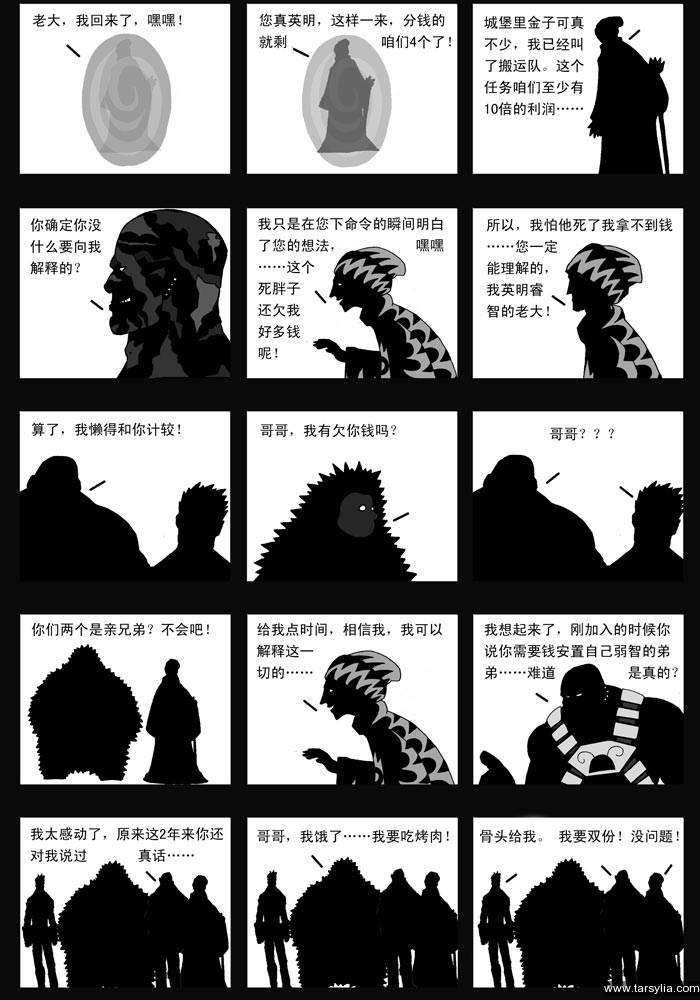 老大，我回来了，嘿嘿！
您真英明，这样一来，分钱的
就剩 咱们4个了！
城堡里金子可真
不少，我已经叫
了搬运队。这个
任务咱们至少有
10倍的利润……
你确定你没
什么要向我
解释的？
我只是在您下命令的瞬间明白
了您的想法， 嘿嘿
……这个
死胖子
还欠我
好多钱
呢！
所以，我怕他死了我拿不到钱
……您一定
能理解的，
我英明睿
智的老大！
算了，我懒得和你计较！
哥哥，我有欠你钱吗？
哥哥？？？
你们两个是亲兄弟？不会吧！
给我点时间，相信我，我可以
解释这一
切的……
我想起来了，刚加入的时候你
说你需要钱安置自己弱智的弟
弟……难道 是真的？
我太感动了，原来这2年来你还
对我说过 真话……
哥哥，我饿了……我要吃烤肉！
骨头给我。 我要双份！没问题！
www.tarsylia.com